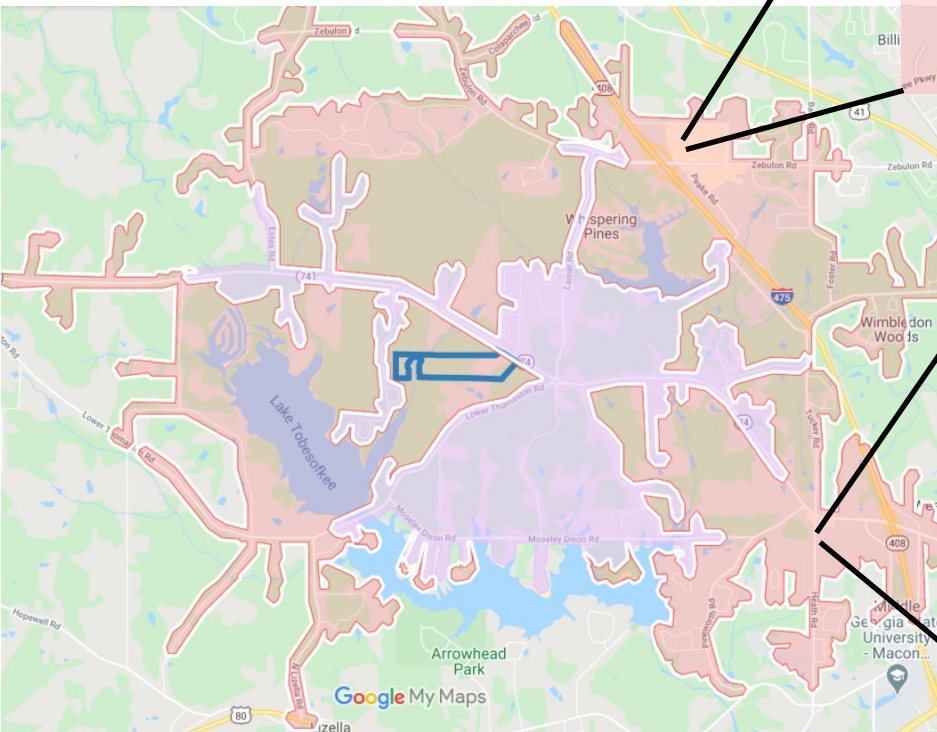 Zebulon
Colaparchee Rd
Zebulon Rd
408
Billi
ee Pkwy
41
Zebulon Rd
Zebulon Rd
Peake Rd
Estes Rd
Whispering
Pines
Lamar Rd
Foster Rd
74
475
Wimbledon
Woods
74
Lake Tobesofkee
Lower Thomaston Rd
Lower Thomaston Rd
74
Tucker Rd
Moseley Dixon Rd
Moseley Dixon Rd
408
Hopewell Rd
Heath Rd
Middle
Georgia State
University
- Macon...
Arrowhead
Park
N Lizella Rd
Google My Maps
80
Lizella